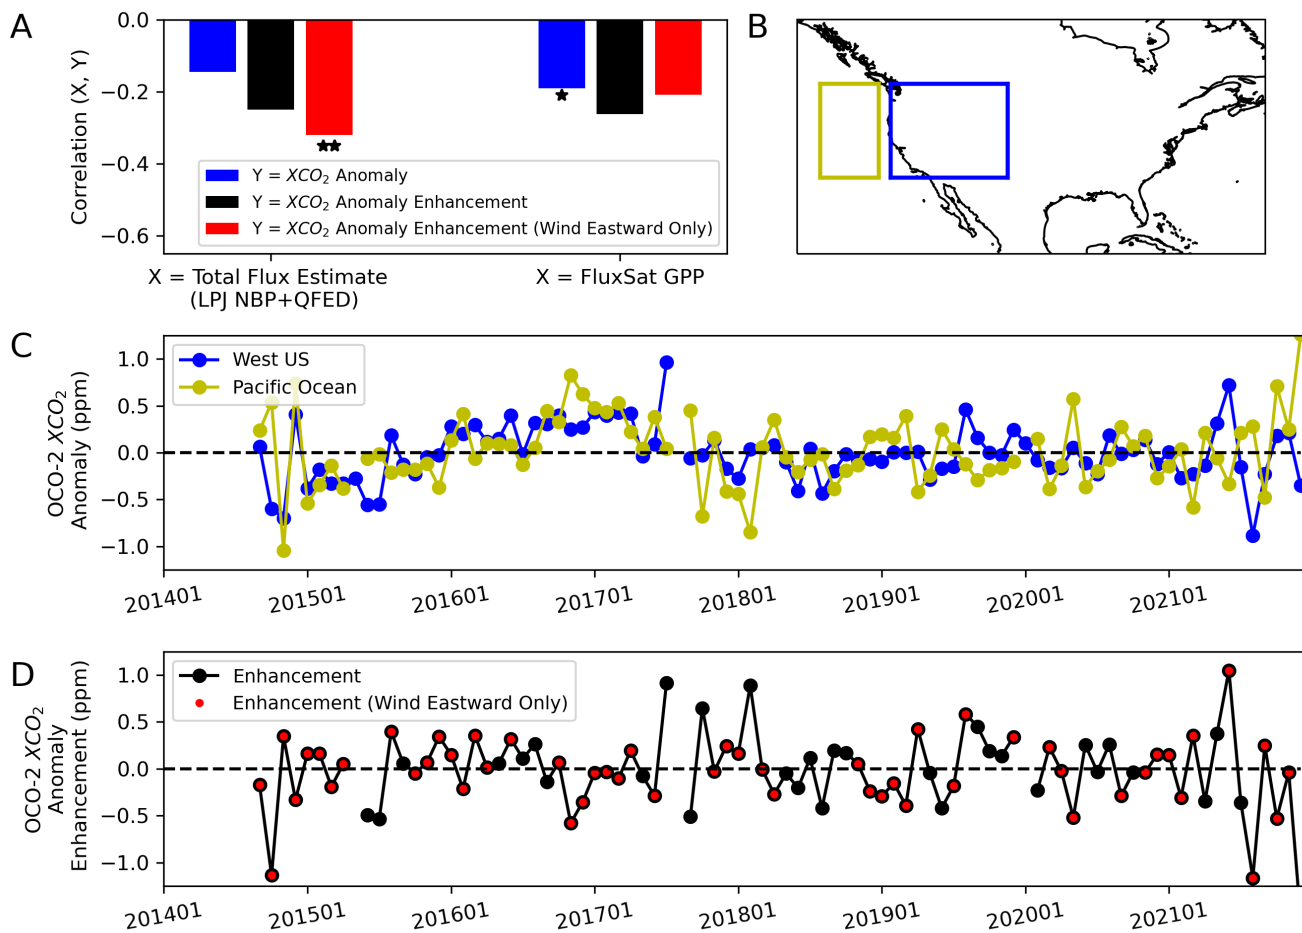 A
B
0.0
−0.2
−0.4
−0.6
Correlation (X, Y)
Y = XCO₂ Anomaly
Y = XCO₂ Anomaly Enhancement
Y = XCO₂ Anomaly Enhancement (Wind Eastward Only)
X = Total Flux Estimate
(LPJ NBP+QFED)
X = FluxSat GPP
C
OCO-2 XCO₂
Anomaly (ppm)
1.0
0.5
0.0
−0.5
−1.0
West US
Pacific Ocean
201401
201501
201601
201701
201801
201901
202001
202101
D
OCO-2 XCO₂
Anomaly
Enhancement (ppm)
1.0
0.5
0.0
−0.5
−1.0
Enhancement
Enhancement (Wind Eastward Only)
201401
201501
201601
201701
201801
201901
202001
202101